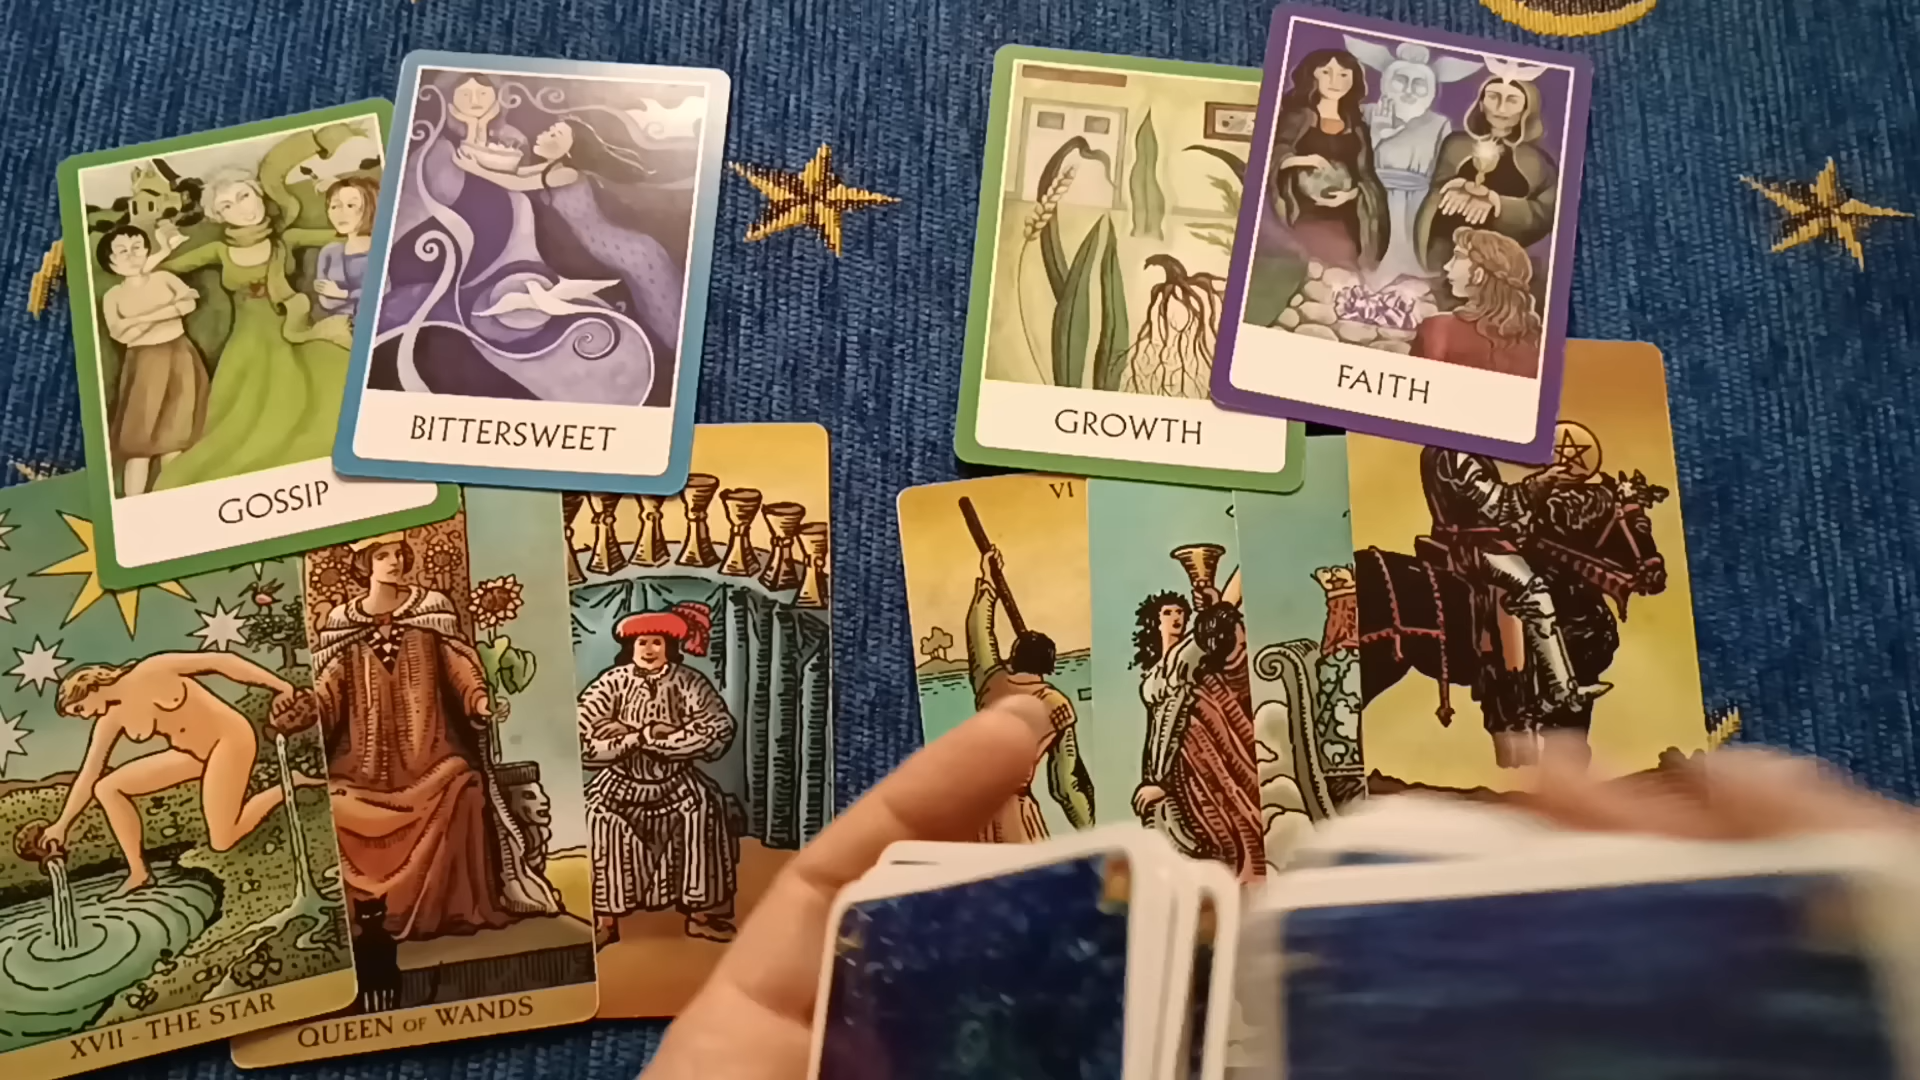 GOSSIP
BITTERSWEET
GROWTH
FAITH
VI
XVII - THE STAR
QUEEN OF WANDS